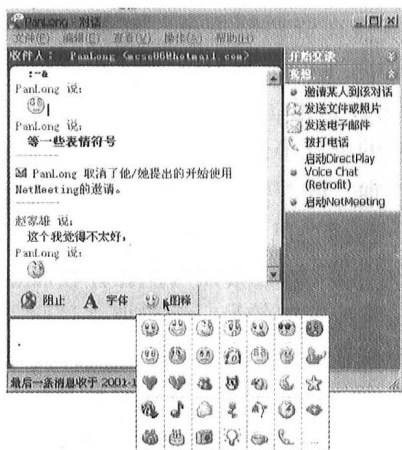 PanLong - 对话
文件(F) 编辑(E) 查看(V) 操作(A) 帮助(H)
收件人： PanLong <mcse06@hotmail.com>
:-&
PanLong 说：
PanLong 说：
等一些表情符号
PanLong 取消了他/她提出的开始使用
NetMeeting的邀请。
赵家雄 说：
这个我觉得不太好，
PanLong 说：
阻止 A 字体 图释
最后一条消息收于 2001-1
开始交谈
我想...
邀请某人到该对话
发送文件或照片
发送电子邮件
拨打电话
启动DirectPlay
Voice Chat
(Retrofit)
启动NetMeeting
...